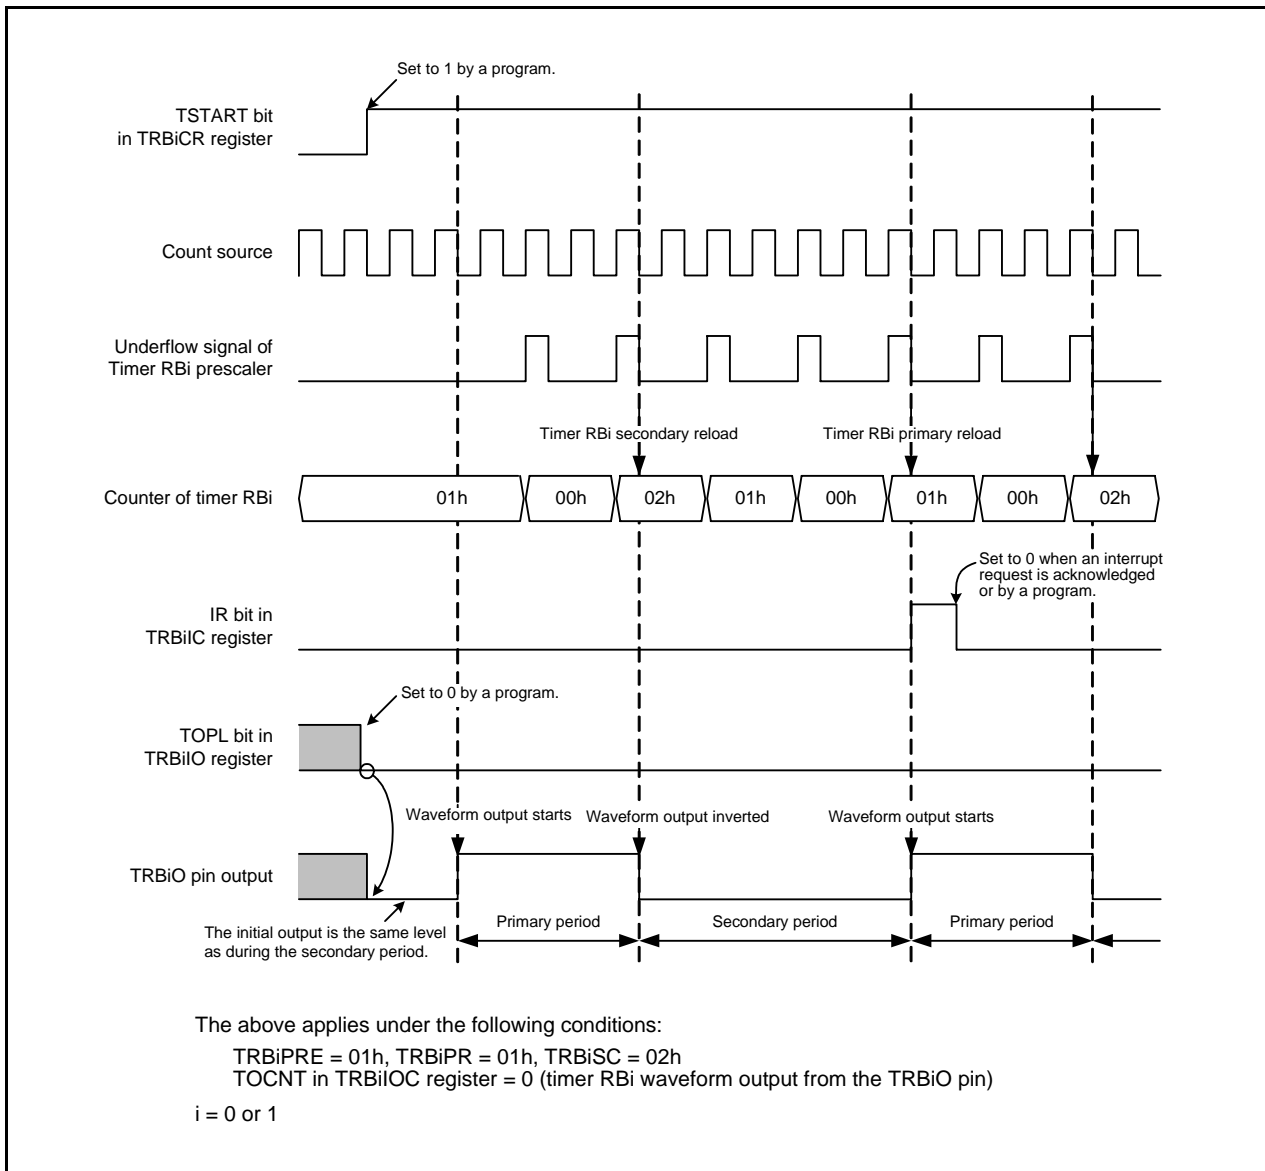 Set to 1 by a program.
TSTART bit
in TRBiCR register
Count source
Underflow signal of
Timer RBi prescaler
Timer RBi secondary reload
Timer RBi primary reload
Counter of timer RBi
01h
00h
02h
01h
00h
01h
00h
02h
Set to 0 when an interrupt
request is acknowledged
or by a program.
IR bit in
TRBiIC register
Set to 0 by a program.
TOPL bit in
TRBiIO register
Waveform output starts
Waveform output inverted
Waveform output starts
TRBiO pin output
The initial output is the same level
as during the secondary period.
Primary period
Secondary period
Primary period
The above applies under the following conditions:
TRBiPRE = 01h, TRBiPR = 01h, TRBiSC = 02h
TOCNT in TRBiIOC register = 0 (timer RBi waveform output from the TRBiO pin)
i = 0 or 1